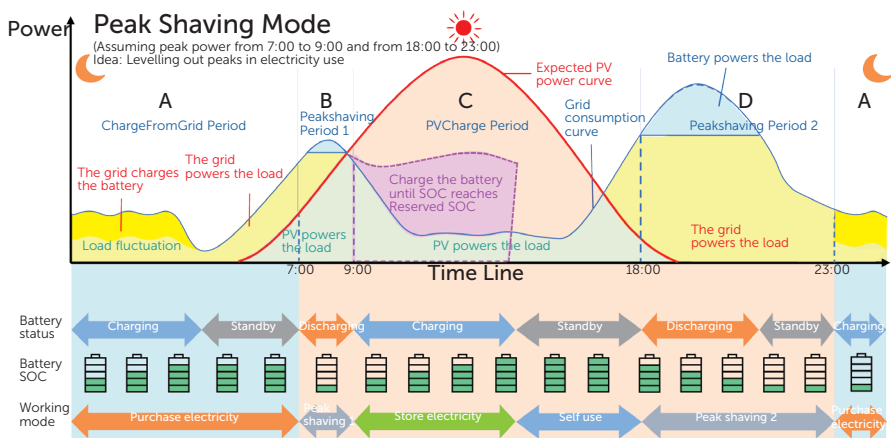 Power
Peak Shaving Mode
(Assuming peak power from 7:00 to 9:00 and from 18:00 to 23:00)
Idea: Levelling out peaks in electricity use
Expected PV
power curve
Battery powers the load
A
B
C
D
A
ChargeFromGrid Period
Peakshaving
Period 1
PVCharge Period
Grid
consumption
curve
Peakshaving Period 2
The grid charges
the battery
The grid
powers the load
Charge the battery
until SOC reaches
Reserved SOC
Load fluctuation
PV powers
the load
PV powers the load
The grid
powers the load
7:00
9:00
Time Line
18:00
23:00
Battery
status
Charging
Standby
Discharging
Charging
Standby
Discharging
Standby
Charging
Battery
SOC
Working
mode
Purchase electricity
Peak
shaving 1
Store electricity
Self use
Peak shaving 2
Purchase
electricity